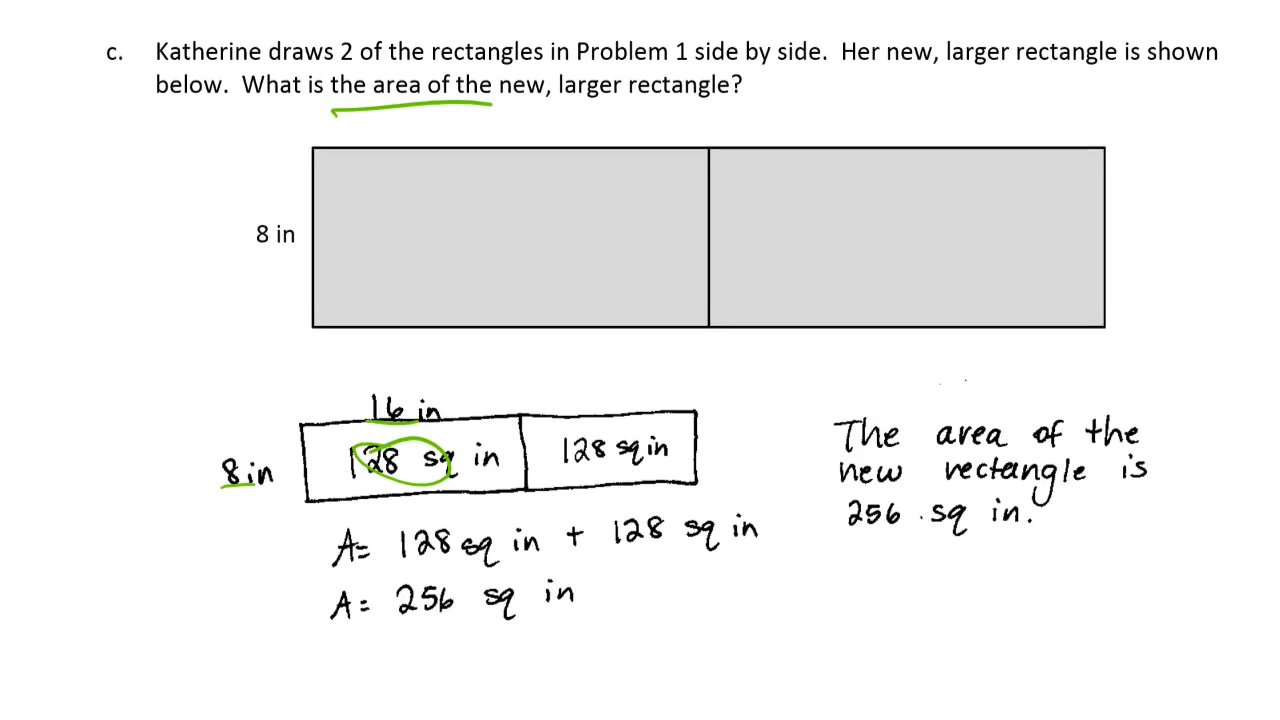 c. Katherine draws 2 of the rectangles in Problem 1 side by side. Her new, larger rectangle is shown
below. What is the area of the new, larger rectangle?
8 in
16 in
8 in
128 sq in
128 sq in
A= 128 sq in + 128 sq in
A= 256 sq in
The area of the
new rectangle is
256 sq in.